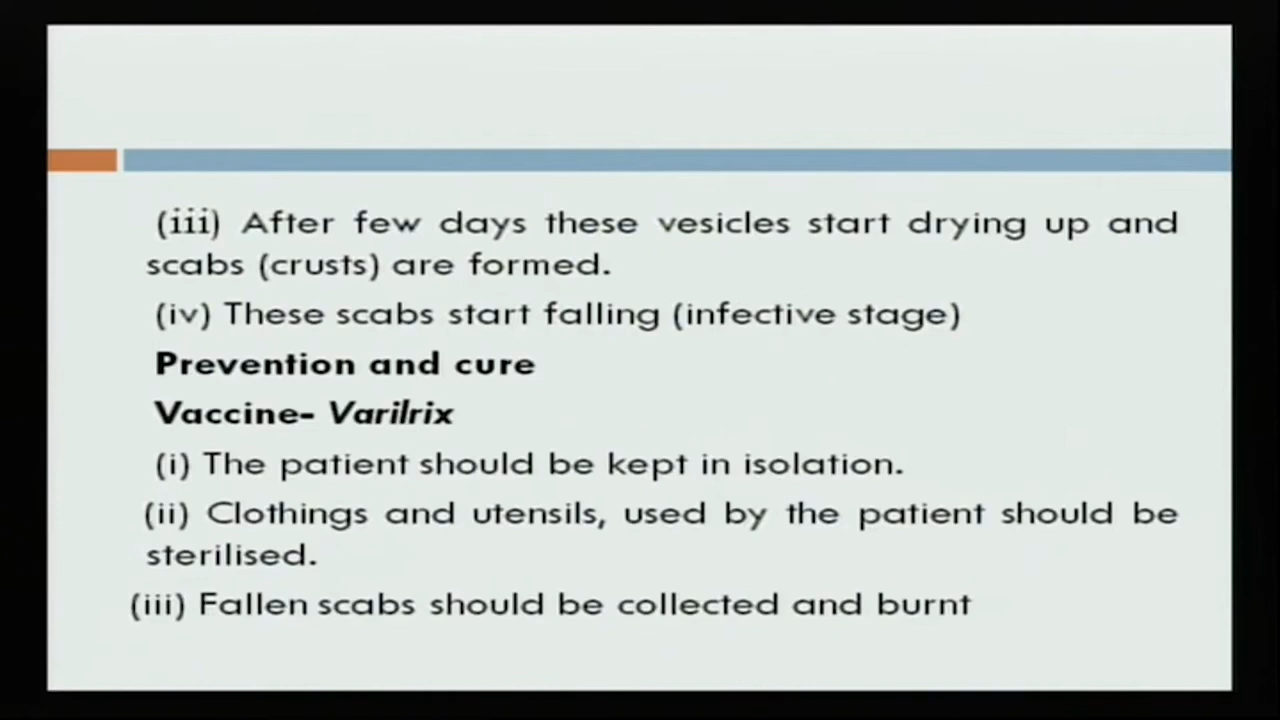 (iii) After few days these vesicles start drying up and
scabs (crusts) are formed.
(iv) These scabs start falling (infective stage)
Prevention and cure
Vaccine- Varilrix
(i) The patient should be kept in isolation.
(ii) Clothings and utensils, used by the patient should be
sterilised.
(iii) Fallen scabs should be collected and burnt